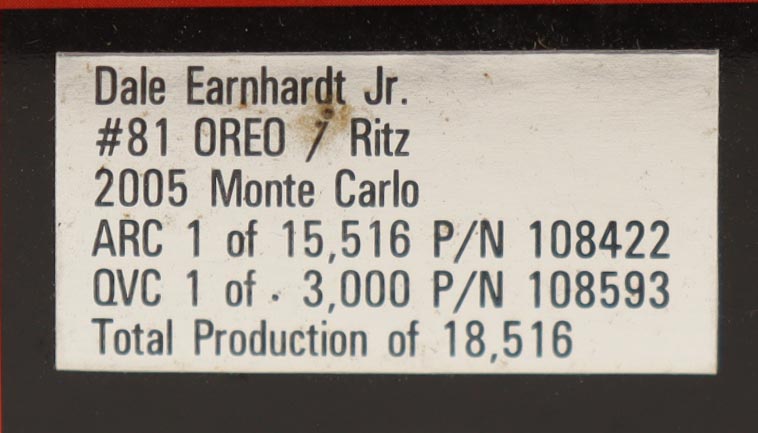 Dale Earnhardt Jr.
#81 OREO / Ritz
2005 Monte Carlo
ARC 1 of 15,516 P/N 108422
QVC 1 of 3,000 P/N 108593
Total Production of 18,516